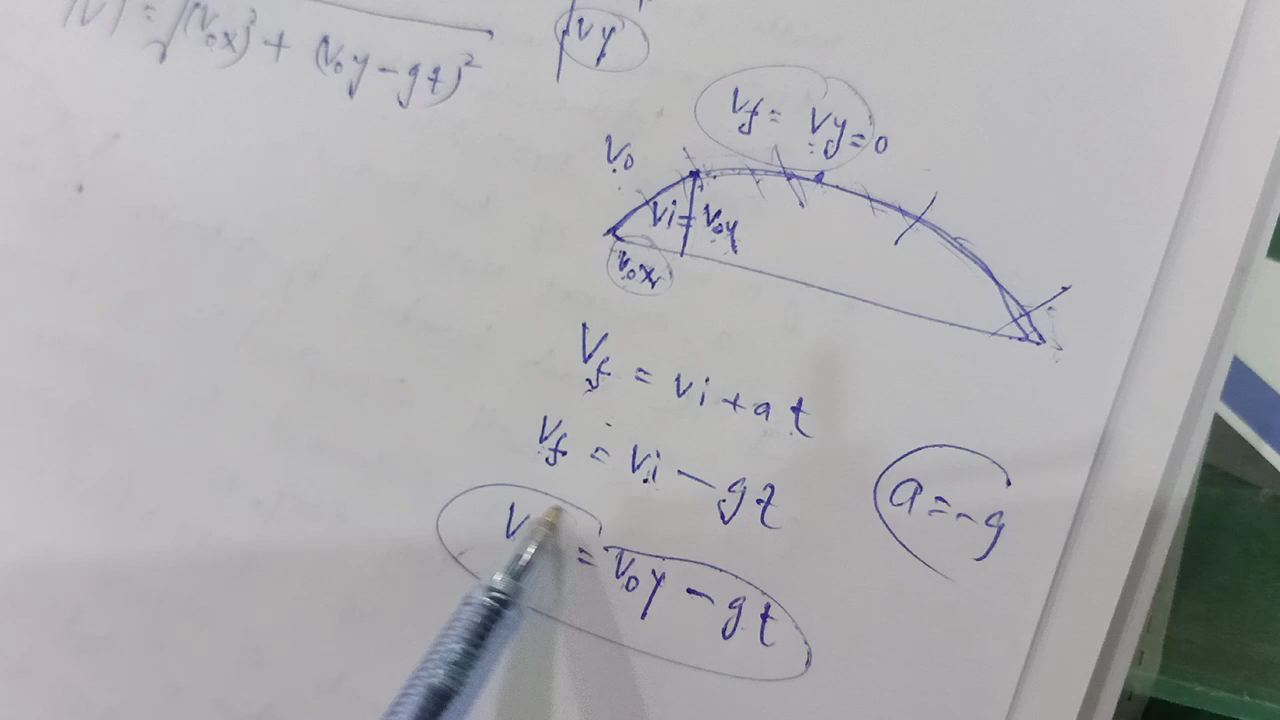 |V| = √(V₀x)² + (V₀y − gt)²
Vy
Vf = Vy = 0
V₀
Vi = V₀y
V₀x
Vf = Vi + at
Vf = Vi − gt
a = −g
V = V₀y − gt